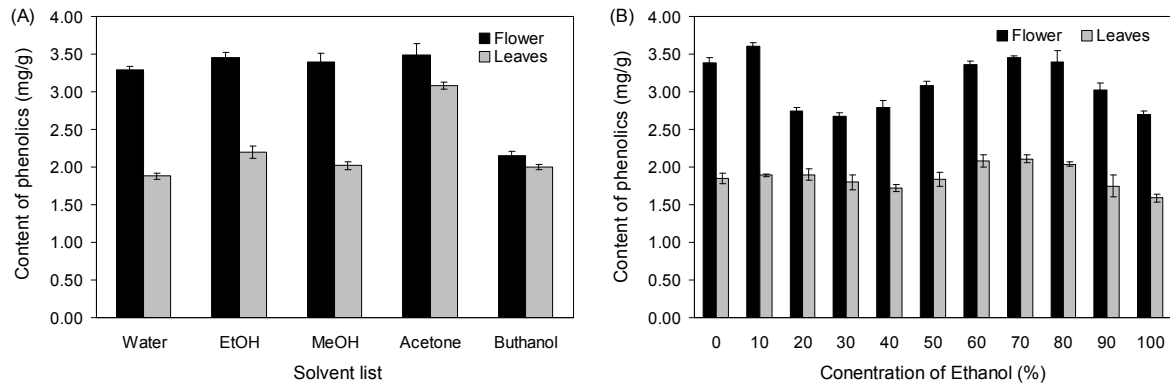 (A)
Content of phenolics (mg/g)
4.00
3.50
3.00
2.50
2.00
1.50
1.00
0.50
0.00
Flower
Leaves
Water EtOH MeOH Acetone Buthanol
Solvent list
(B)
Content of phenolics (mg/g)
4.00
3.50
3.00
2.50
2.00
1.50
1.00
0.50
0.00
Flower Leaves
0 10 20 30 40 50 60 70 80 90 100
Conentration of Ethanol (%)